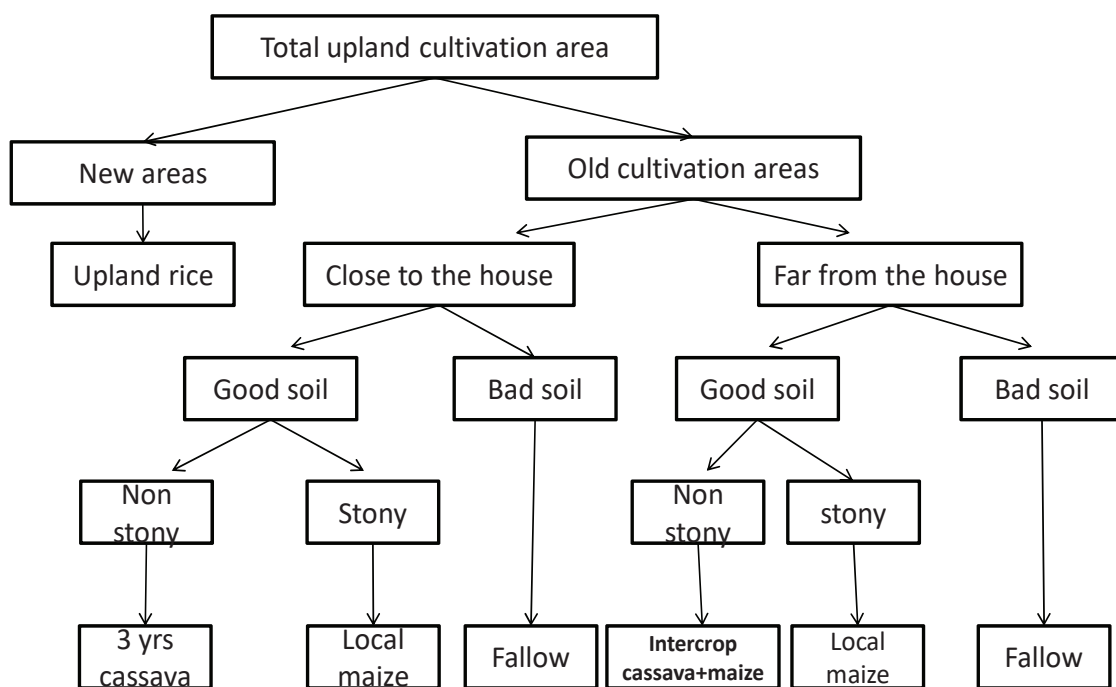 Total upland cultivation area
New areas
Old cultivation areas
Upland rice
Close to the house
Far from the house
Good soil
Bad soil
Good soil
Bad soil
Non
stony
Stony
Non
stony
stony
3 yrs
cassava
Local
maize
Fallow
Intercrop
cassava+maize
Local
maize
Fallow